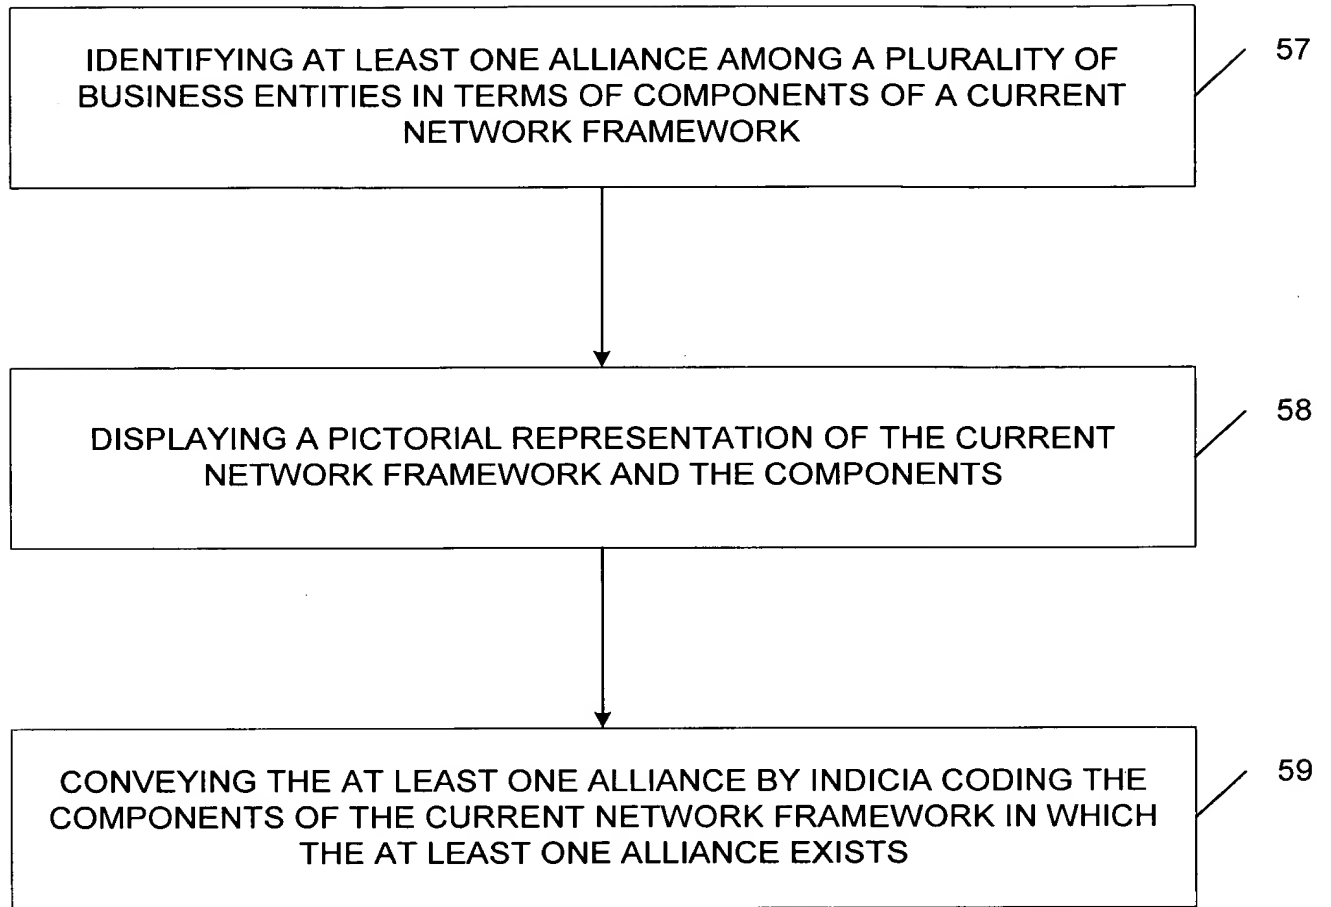 IDENTIFYING AT LEAST ONE ALLIANCE AMONG A PLURALITY OF
BUSINESS ENTITIES IN TERMS OF COMPONENTS OF A CURRENT
NETWORK FRAMEWORK
57
DISPLAYING A PICTORIAL REPRESENTATION OF THE CURRENT
NETWORK FRAMEWORK AND THE COMPONENTS
58
CONVEYING THE AT LEAST ONE ALLIANCE BY INDICIA CODING THE
COMPONENTS OF THE CURRENT NETWORK FRAMEWORK IN WHICH
THE AT LEAST ONE ALLIANCE EXISTS
59